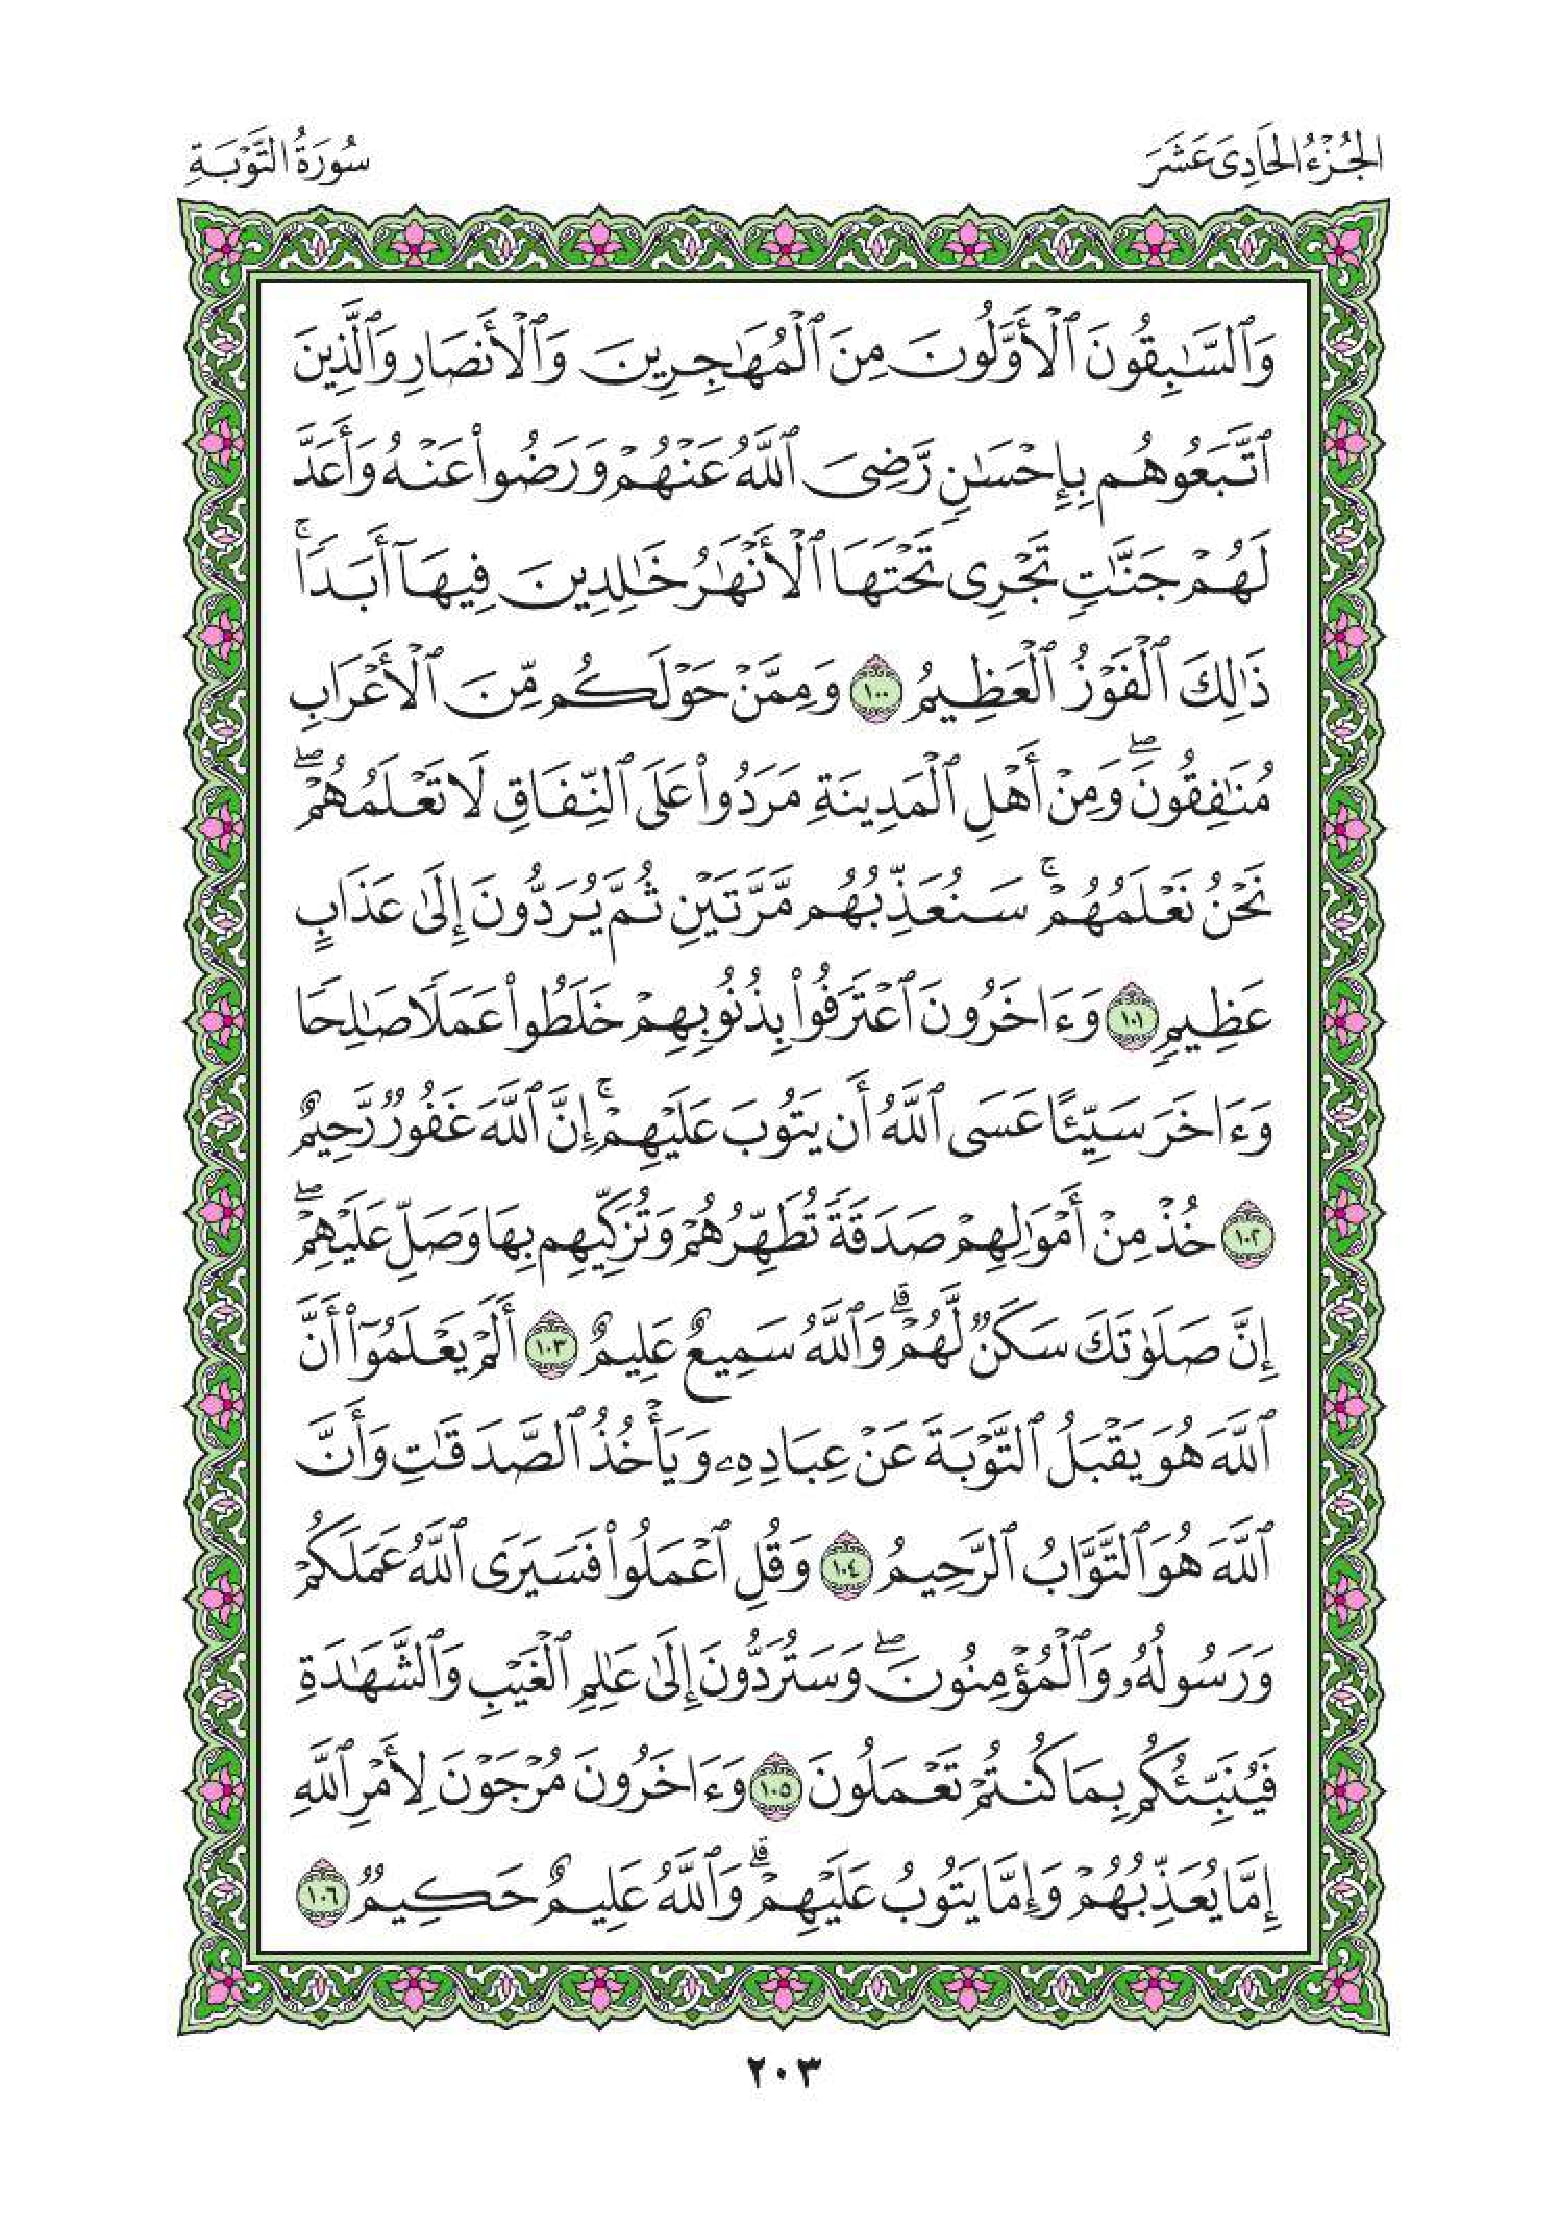 الجُزْءُ الحَادِىَ عَشَرَ
سُورَةُ التَّوْبَةِ
وَٱلسَّٰبِقُونَ ٱلْأَوَّلُونَ مِنَ ٱلْمُهَٰجِرِينَ وَٱلْأَنصَارِ وَٱلَّذِينَ
ٱتَّبَعُوهُم بِإِحْسَٰنٍ رَّضِىَ ٱللَّهُ عَنْهُمْ وَرَضُوا۟ عَنْهُ وَأَعَدَّ
لَهُمْ جَنَّٰتٍ تَجْرِى تَحْتَهَا ٱلْأَنْهَٰرُ خَٰلِدِينَ فِيهَآ أَبَدًا ۚ
ذَٰلِكَ ٱلْفَوْزُ ٱلْعَظِيمُ ١٠٠ وَمِمَّنْ حَوْلَكُم مِّنَ ٱلْأَعْرَابِ
مُنَٰفِقُونَ ۖ وَمِنْ أَهْلِ ٱلْمَدِينَةِ مَرَدُوا۟ عَلَى ٱلنِّفَاقِ لَا تَعْلَمُهُمْ ۖ
نَحْنُ نَعْلَمُهُمْ ۚ سَنُعَذِّبُهُم مَّرَّتَيْنِ ثُمَّ يُرَدُّونَ إِلَىٰ عَذَابٍ
عَظِيمٍ ١٠١ وَءَاخَرُونَ ٱعْتَرَفُوا۟ بِذُنُوبِهِمْ خَلَطُوا۟ عَمَلًا صَٰلِحًا
وَءَاخَرَ سَيِّئًا عَسَى ٱللَّهُ أَن يَتُوبَ عَلَيْهِمْ ۚ إِنَّ ٱللَّهَ غَفُورٌ رَّحِيمٌ
١٠٢ خُذْ مِنْ أَمْوَٰلِهِمْ صَدَقَةً تُطَهِّرُهُمْ وَتُزَكِّيهِم بِهَا وَصَلِّ عَلَيْهِمْ ۖ
إِنَّ صَلَوٰتَكَ سَكَنٌ لَّهُمْ ۗ وَٱللَّهُ سَمِيعٌ عَلِيمٌ ١٠٣ أَلَمْ يَعْلَمُوٓا۟ أَنَّ
ٱللَّهَ هُوَ يَقْبَلُ ٱلتَّوْبَةَ عَنْ عِبَادِهِۦ وَيَأْخُذُ ٱلصَّدَقَٰتِ وَأَنَّ
ٱللَّهَ هُوَ ٱلتَّوَّابُ ٱلرَّحِيمُ ١٠٤ وَقُلِ ٱعْمَلُوا۟ فَسَيَرَى ٱللَّهُ عَمَلَكُمْ
وَرَسُولُهُۥ وَٱلْمُؤْمِنُونَ ۖ وَسَتُرَدُّونَ إِلَىٰ عَٰلِمِ ٱلْغَيْبِ وَٱلشَّهَٰدَةِ
فَيُنَبِّئُكُم بِمَا كُنتُمْ تَعْمَلُونَ ١٠٥ وَءَاخَرُونَ مُرْجَوْنَ لِأَمْرِ ٱللَّهِ
إِمَّا يُعَذِّبُهُمْ وَإِمَّا يَتُوبُ عَلَيْهِمْ ۗ وَٱللَّهُ عَلِيمٌ حَكِيمٌ ١٠٦
٢٠٣